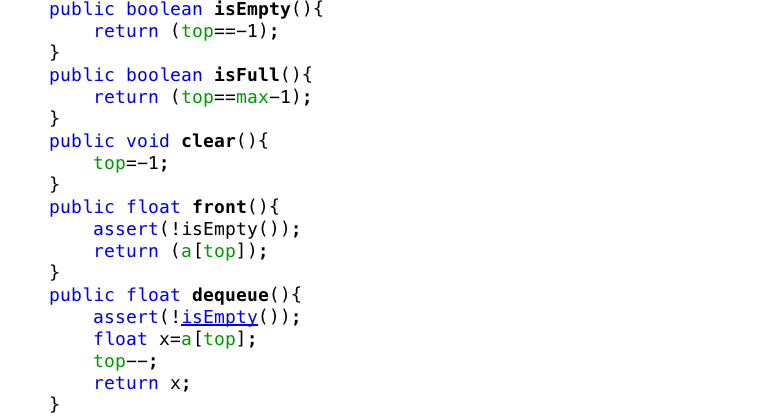 public boolean isEmpty(){
    return (top==-1);
}
public boolean isFull(){
    return (top==max-1);
}
public void clear(){
    top=-1;
}
public float front(){
    assert(!isEmpty());
    return (a[top]);
}
public float dequeue(){
    assert(!isEmpty());
    float x=a[top];
    top--;
    return x;
}